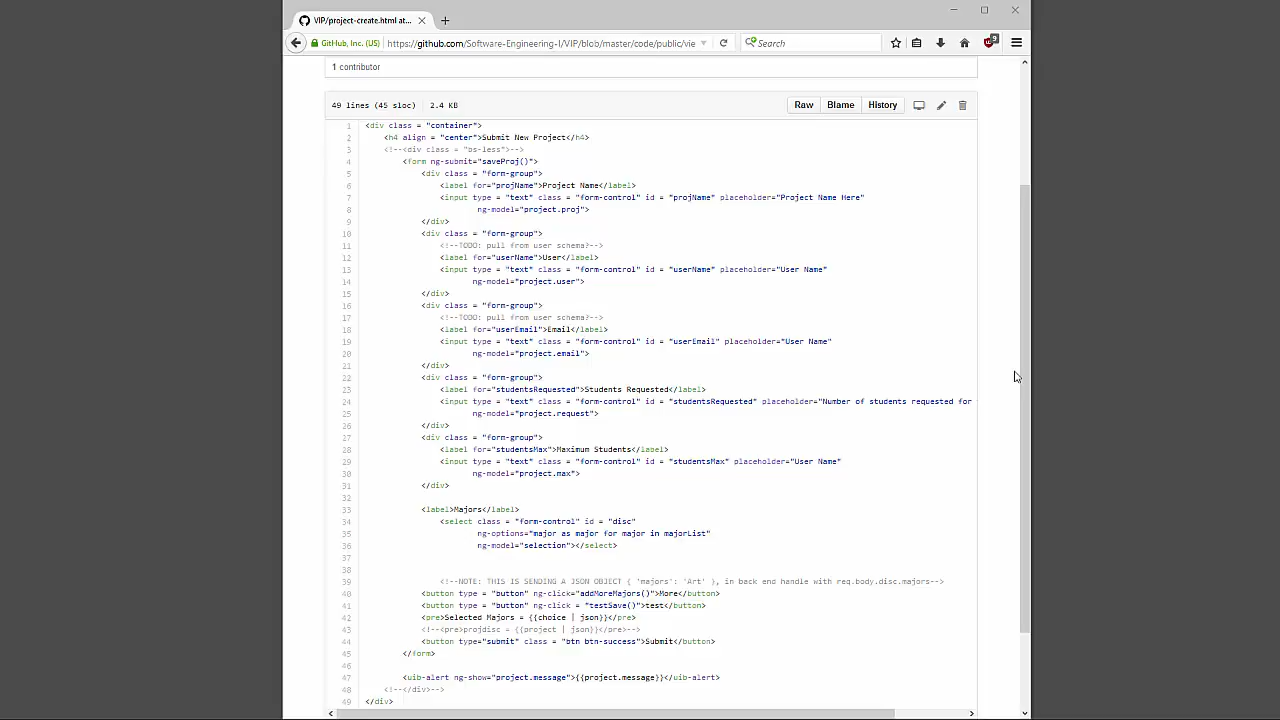 VIP/project-create.html at...
GitHub, Inc. (US)
https://github.com/Software-Engineering-I/VIP/blob/master/code/public/vie
Search
9
1 contributor
49 lines (45 sloc) 2.4 KB
Raw Blame History
1 <div class = "container">
2 <h4 align = "center">Submit New Project</h4>
3 <!--<div class = "bs-less">-->
4 <form ng-submit="saveProj()">
5 <div class = "form-group">
6 <label for="projName">Project Name</label>
7 <input type = "text" class = "form-control" id = "projName" placeholder="Project Name Here"
8 ng-model="project.proj">
9 </div>
10 <div class = "form-group">
11 <!--TODO: pull from user schema?-->
12 <label for="userName">User</label>
13 <input type = "text" class = "form-control" id = "userName" placeholder="User Name"
14 ng-model="project.user">
15 </div>
16 <div class = "form-group">
17 <!--TODO: pull from user schema?-->
18 <label for="userEmail">Email</label>
19 <input type = "text" class = "form-control" id = "userEmail" placeholder="User Name"
20 ng-model="project.email">
21 </div>
22 <div class = "form-group">
23 <label for="studentsRequested">Students Requested</label>
24 <input type = "text" class = "form-control" id = "studentsRequested" placeholder="Number of students requested for
25 ng-model="project.request">
26 </div>
27 <div class = "form-group">
28 <label for="studentsMax">Maximum Students</label>
29 <input type = "text" class = "form-control" id = "studentsMax" placeholder="User Name"
30 ng-model="project.max">
31 </div>
32
33 <label>Majors</label>
34 <select class = "form-control" id = "disc"
35 ng-options="major as major for major in majorList"
36 ng-model="selection"></select>
37
38
39 <!--NOTE: THIS IS SENDING A JSON OBJECT { 'majors': 'Art' }, in back end handle with req.body.disc.majors-->
40 <button type = "button" ng-click="addMoreMajors()">More</button>
41 <button type = "button" ng-click = "testSave()">test</button>
42 <pre>Selected Majors = {{choice | json}}</pre>
43 <!--<pre>projdisc = {{project | json}}</pre>-->
44 <button type="submit" class = "btn btn-success">Submit</button>
45 </form>
46
47 <uib-alert ng-show="project.message">{{project.message}}</uib-alert>
48 <!--</div>-->
49 </div>